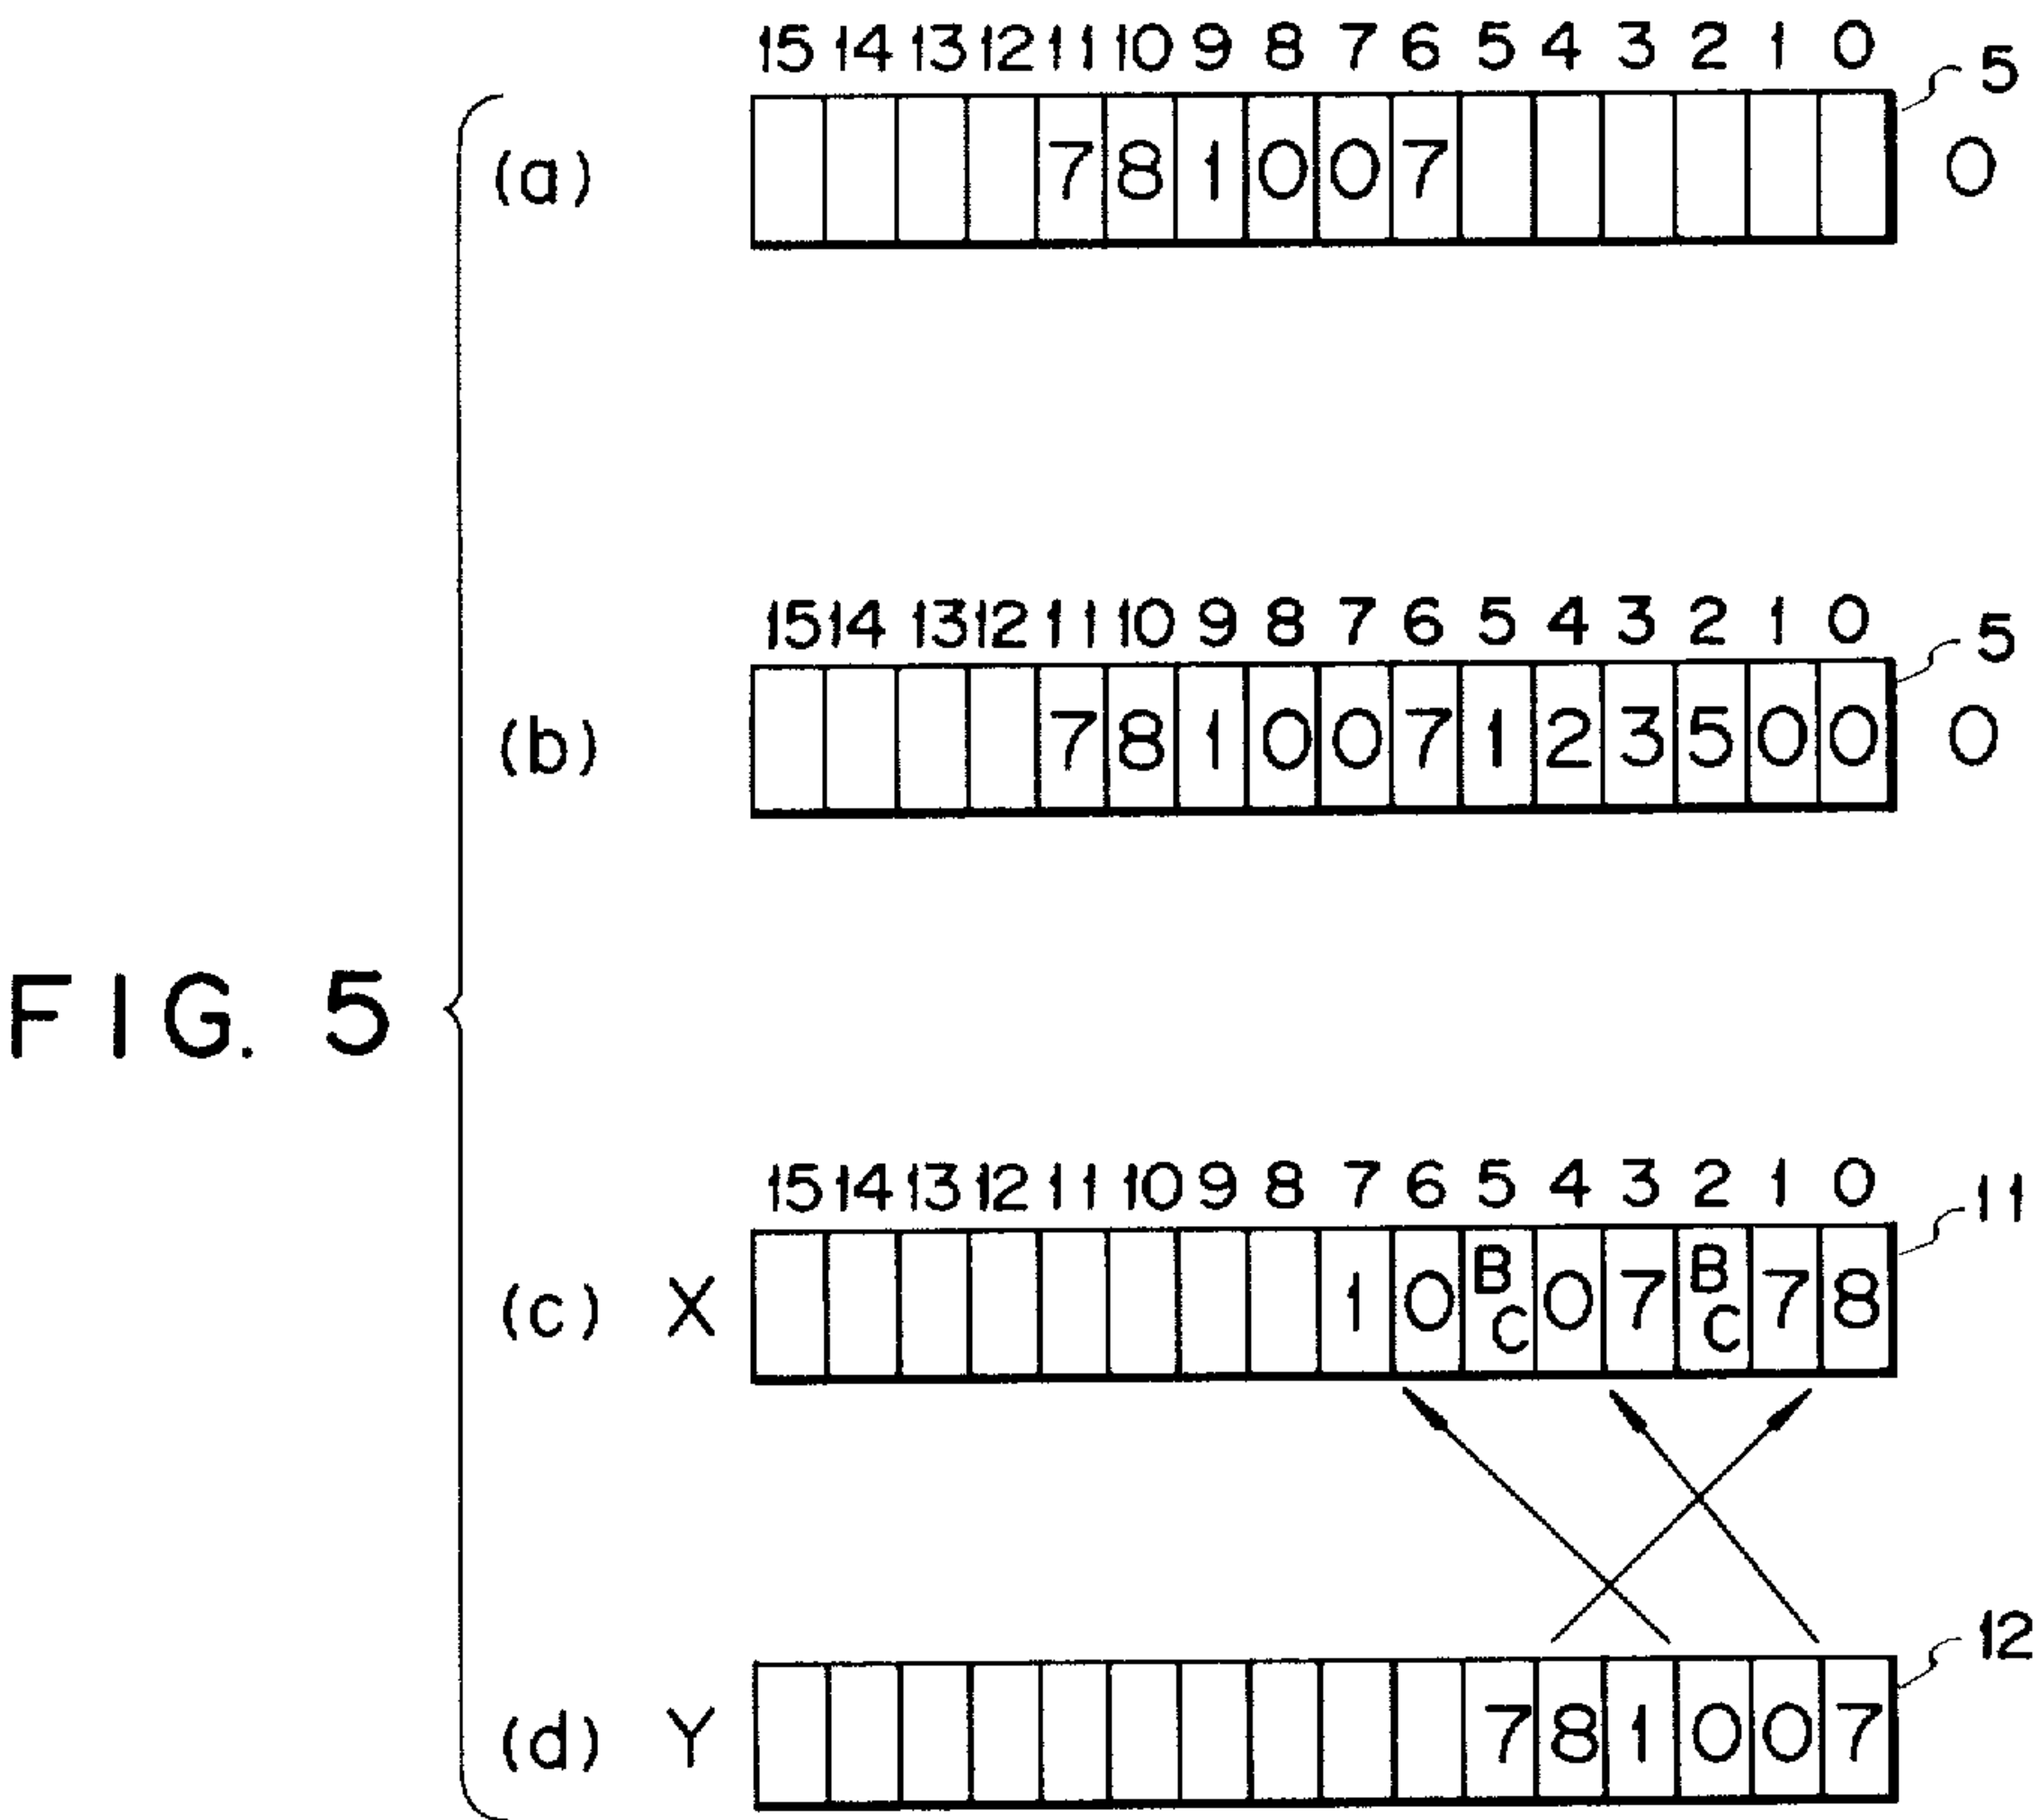 15 14 13 12 11 10 9 8 7 6 5 4 3 2 1 0
5
(a) 7 8 1 0 0 7 0
15 14 13 12 11 10 9 8 7 6 5 4 3 2 1 0
5
(b) 7 8 1 0 0 7 1 2 3 5 0 0 0
FIG. 5
15 14 13 12 11 10 9 8 7 6 5 4 3 2 1 0
11
(c) X 1 0 BC 0 7 BC 7 8
12
(d) Y 7 8 1 0 0 7